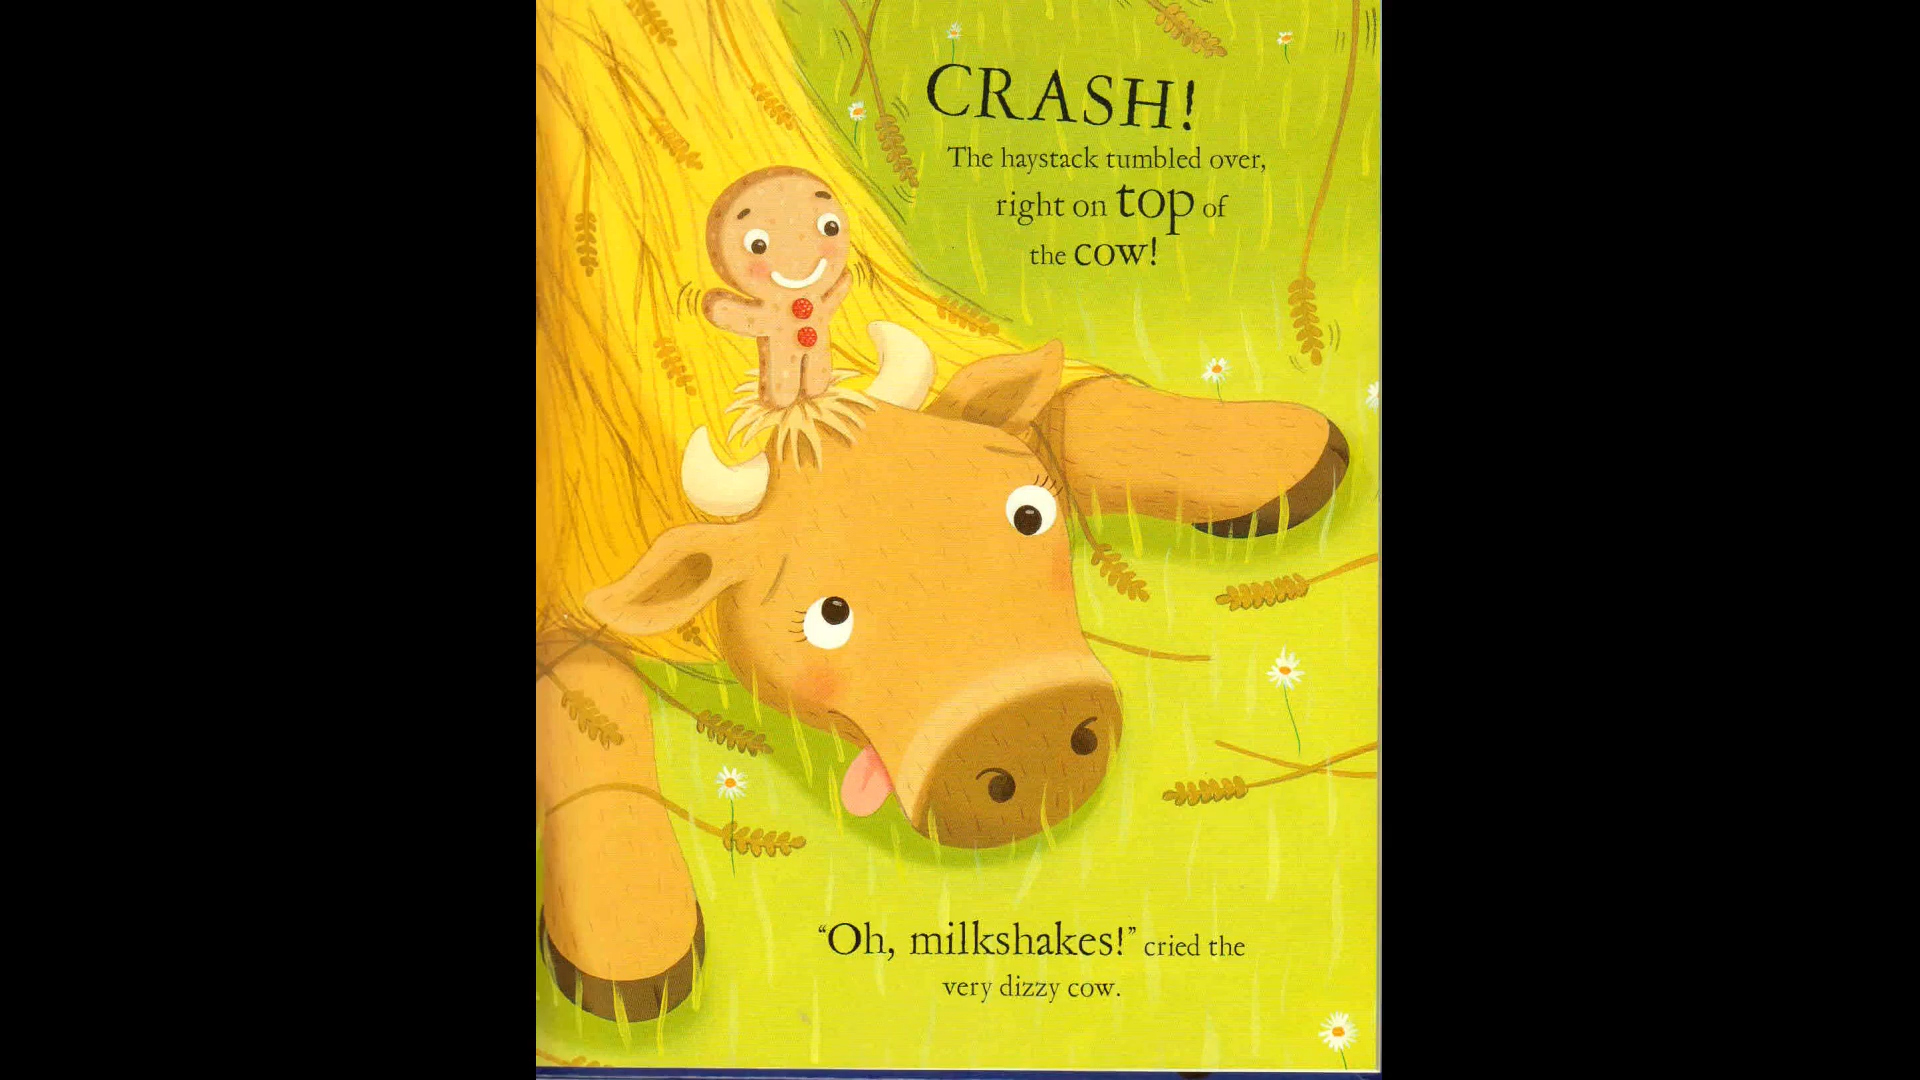 CRASH!
The haystack tumbled over,
right on top of
the cow!
“Oh, milkshakes!” cried the
very dizzy cow.